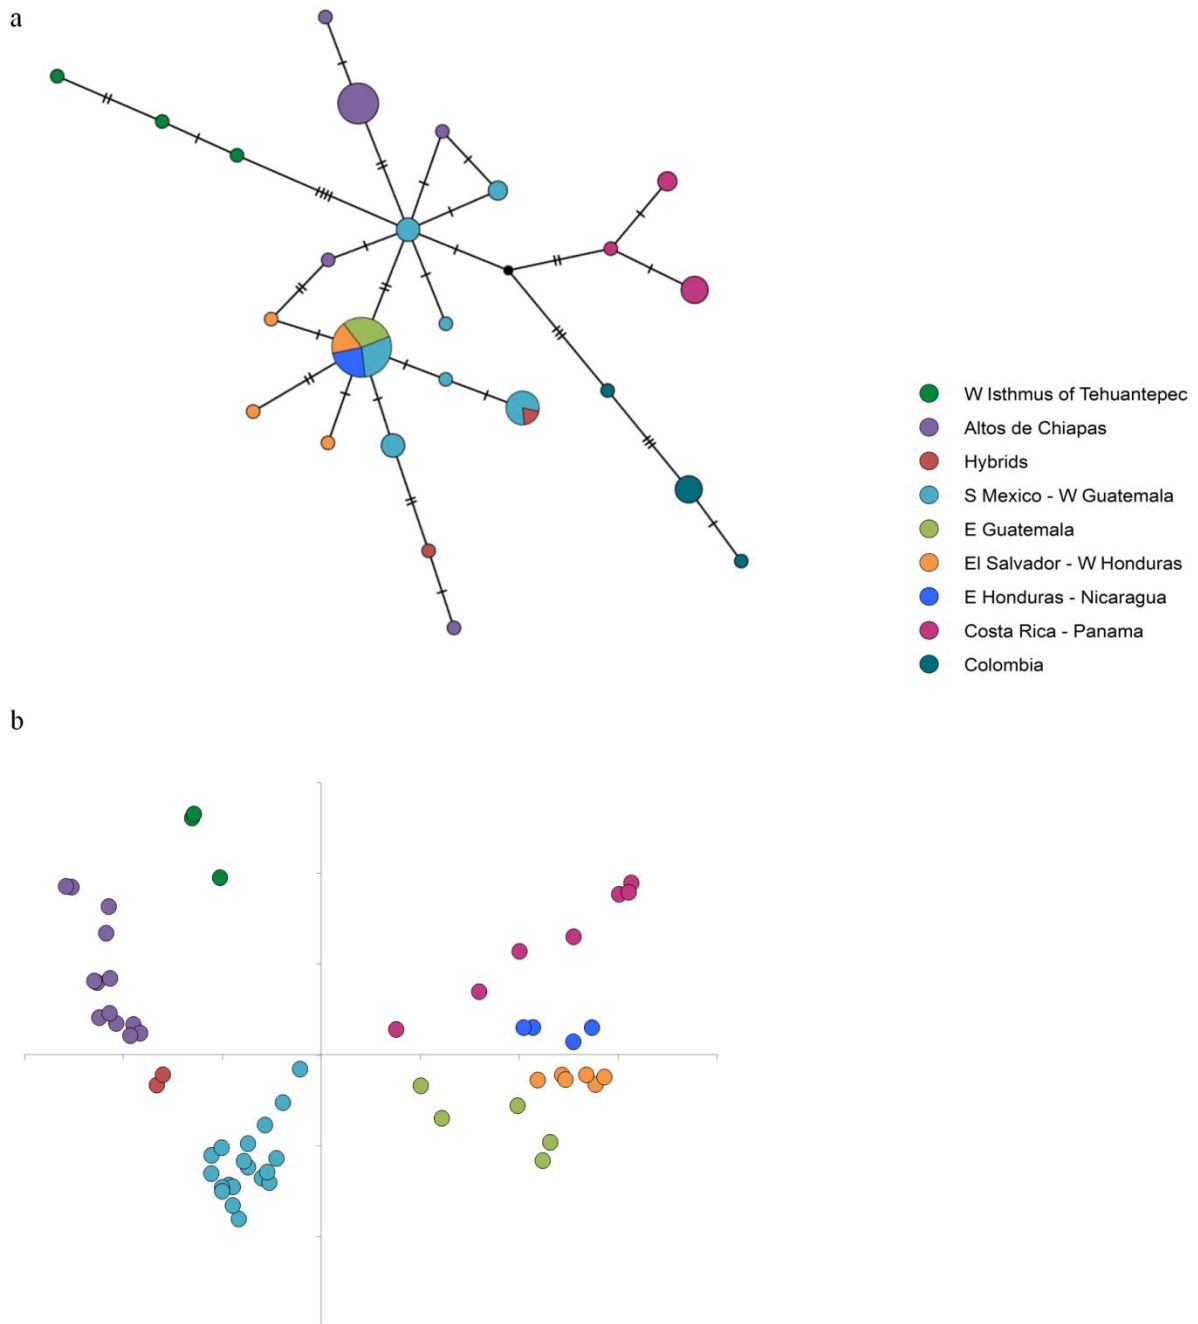 a
W Isthmus of Tehuantepec
Altos de Chiapas
Hybrids
S Mexico - W Guatemala
E Guatemala
El Salvador - W Honduras
E Honduras - Nicaragua
Costa Rica - Panama
Colombia
b